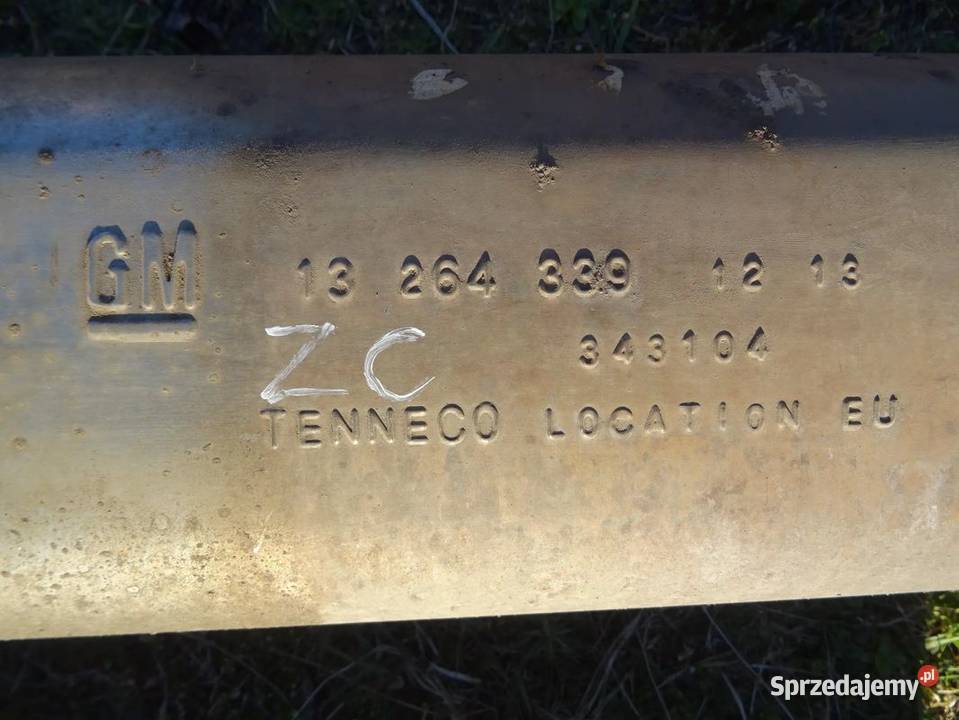 GM 13 264 339 12 13
ZC 343104
TENNECO LOCATION EU
Sprzedajemy.pl